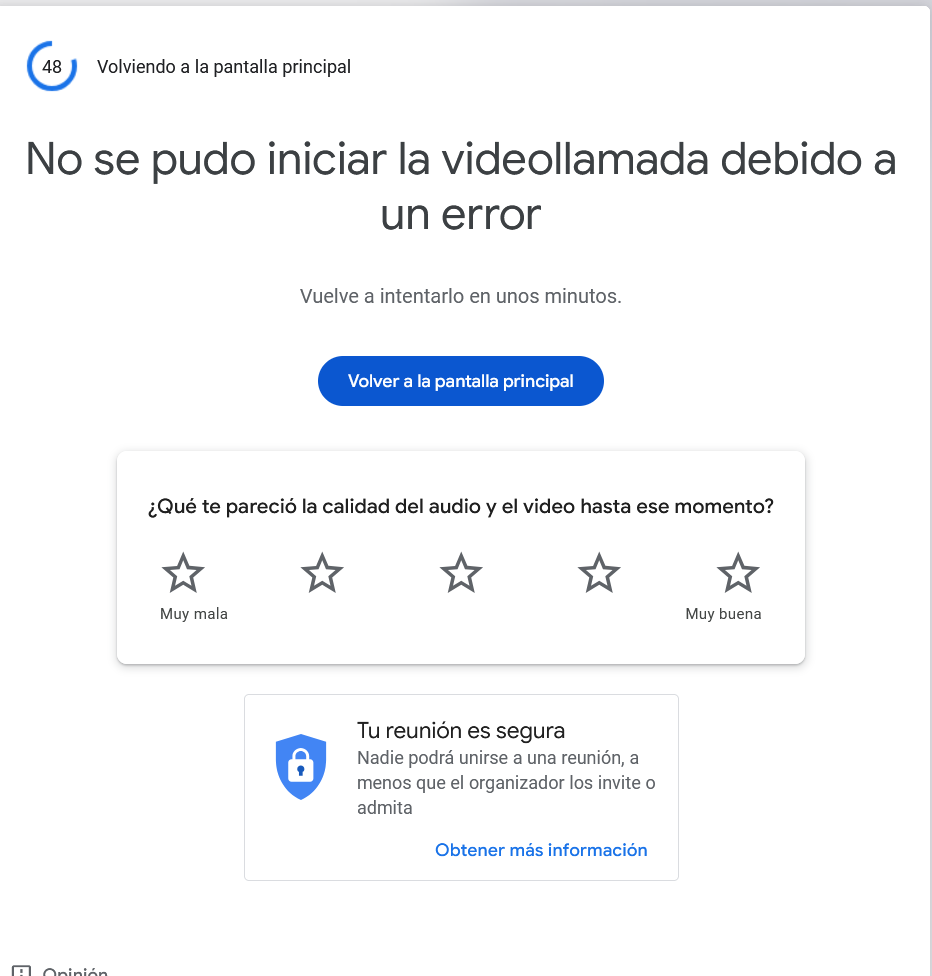 48
Volviendo a la pantalla principal
No se pudo iniciar la videollamada debido a
un error
Vuelve a intentarlo en unos minutos.
Volver a la pantalla principal
¿Qué te pareció la calidad del audio y el video hasta ese momento?
Muy mala
Muy buena
Tu reunión es segura
Nadie podrá unirse a una reunión, a
menos que el organizador los invite o
admita
Obtener más información
Opinión